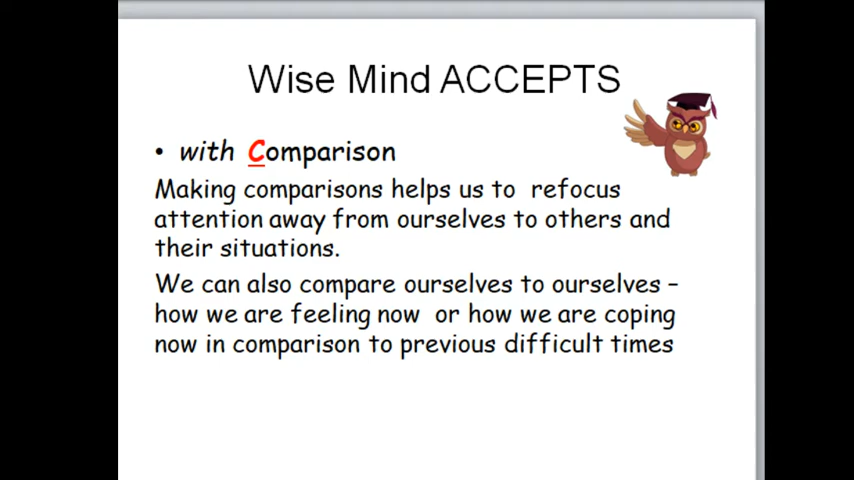 Wise Mind ACCEPTS
• with Comparison
Making comparisons helps us to refocus
attention away from ourselves to others and
their situations.
We can also compare ourselves to ourselves –
how we are feeling now or how we are coping
now in comparison to previous difficult times